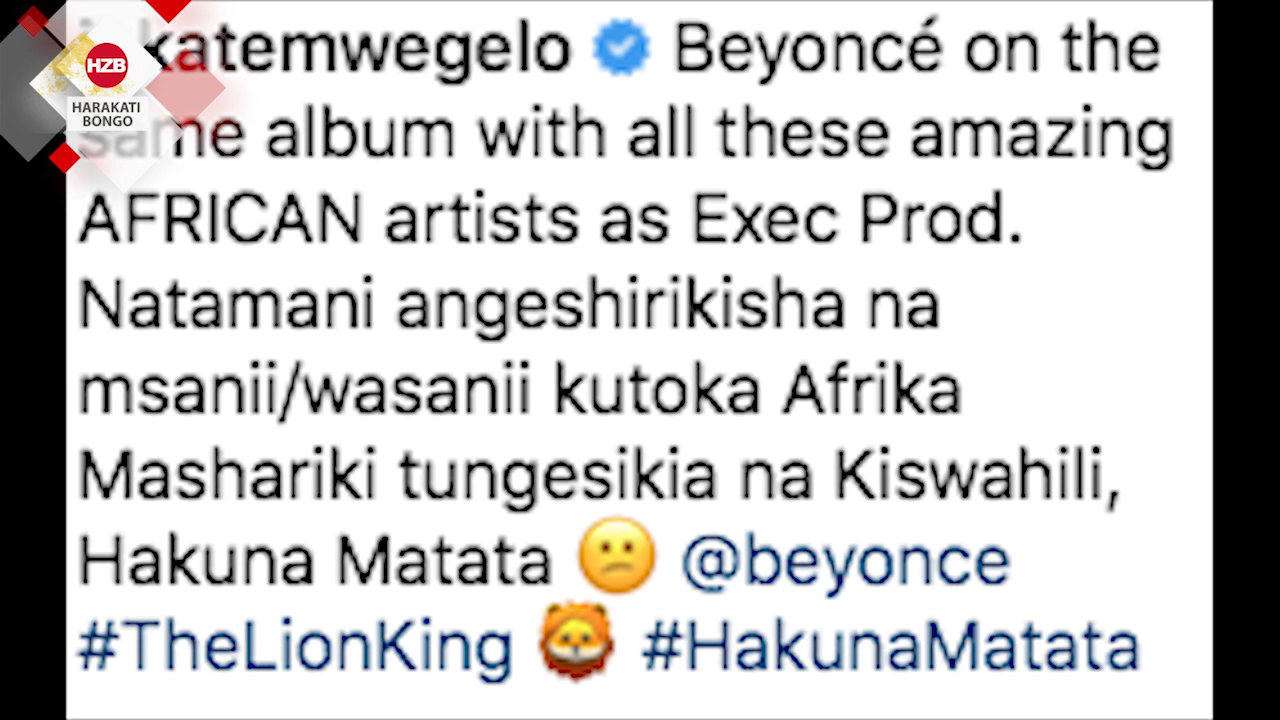 HZB
HARAKATI
BONGO
katemwegelo Beyoncé on the
same album with all these amazing
AFRICAN artists as Exec Prod.
Natamani angeshirikisha na
msanii/wasanii kutoka Afrika
Mashariki tungesikia na Kiswahili,
Hakuna Matata 😕 @beyonce
#TheLionKing 🦁 #HakunaMatata